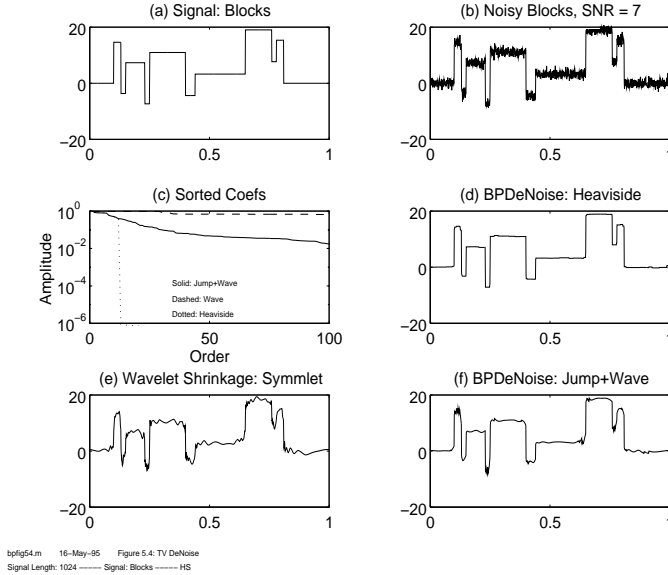 (a) Signal: Blocks
20
0
−20
0
0.5
1
(b) Noisy Blocks, SNR = 7
20
0
−20
0
0.5
1
(c) Sorted Coefs
10^0
10^−2
10^−4
10^−6
Amplitude
Solid: Jump+Wave
Dashed: Wave
Dotted: Heaviside
0
50
100
Order
(d) BPDeNoise: Heaviside
20
0
−20
0
0.5
1
(e) Wavelet Shrinkage: Symmlet
20
0
−20
0
0.5
1
(f) BPDeNoise: Jump+Wave
20
0
−20
0
0.5
1
bpfig54.m 16−May−95 Figure 5.4: TV DeNoise
Signal Length: 1024 −−−−− Signal: Blocks −−−−− HS